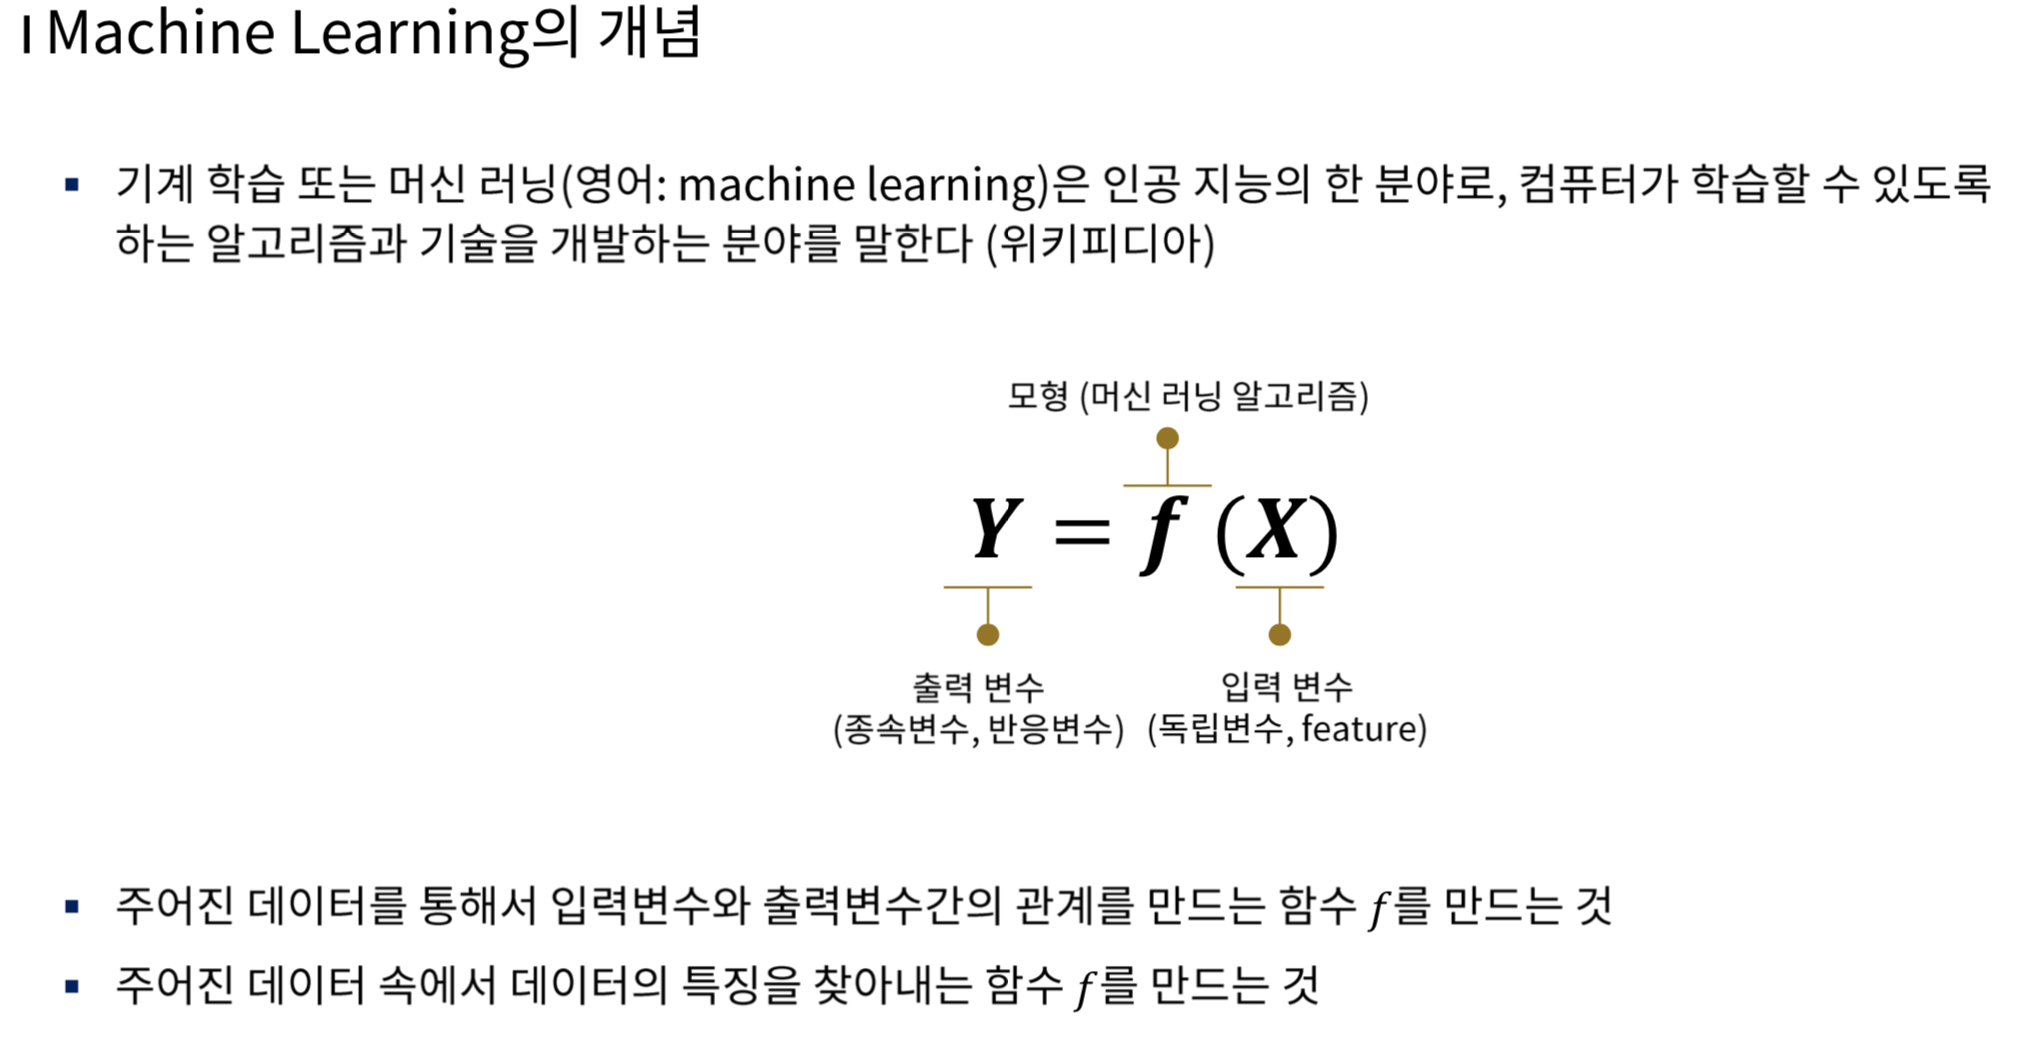 I Machine Learning의 개념
▪ 기계 학습 또는 머신 러닝(영어: machine learning)은 인공 지능의 한 분야로, 컴퓨터가 학습할 수 있도록
하는 알고리즘과 기술을 개발하는 분야를 말한다 (위키피디아)
모형 (머신 러닝 알고리즘)
Y = f (X)
출력 변수
(종속변수, 반응변수)
입력 변수
(독립변수, feature)
▪ 주어진 데이터를 통해서 입력변수와 출력변수간의 관계를 만드는 함수 f를 만드는 것
▪ 주어진 데이터 속에서 데이터의 특징을 찾아내는 함수 f를 만드는 것